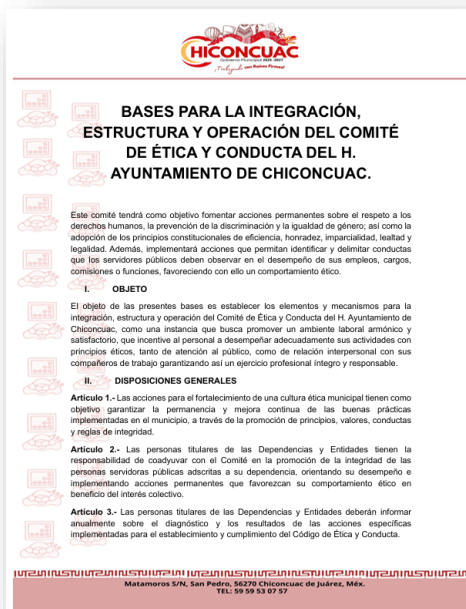 CHICONCUAC
Gobierno Municipal 2025 - 2027
¡Trabajando con Raíces Firmes!
BASES PARA LA INTEGRACIÓN,
ESTRUCTURA Y OPERACIÓN DEL COMITÉ
DE ÉTICA Y CONDUCTA DEL H.
AYUNTAMIENTO DE CHICONCUAC.
Este comité tendrá como objetivo fomentar acciones permanentes sobre el respeto a los
derechos humanos, la prevención de la discriminación y la igualdad de género; así como la
adopción de los principios constitucionales de eficiencia, honradez, imparcialidad, lealtad y
legalidad. Además, implementará acciones que permitan identificar y delimitar conductas
que los servidores públicos deben observar en el desempeño de sus empleos, cargos,
comisiones o funciones, favoreciendo con ello un comportamiento ético.
I. OBJETO
El objeto de las presentes bases es establecer los elementos y mecanismos para la
integración, estructura y operación del Comité de Ética y Conducta del H. Ayuntamiento de
Chiconcuac, como una instancia que busca promover un ambiente laboral armónico y
satisfactorio, que incentive al personal a desempeñar adecuadamente sus actividades con
principios éticos, tanto de atención al público, como de relación interpersonal con sus
compañeros de trabajo garantizando así un ejercicio profesional íntegro y responsable.
II. DISPOSICIONES GENERALES
Artículo 1.- Las acciones para el fortalecimiento de una cultura ética municipal tienen como
objetivo garantizar la permanencia y mejora continua de las buenas prácticas
implementadas en el municipio, a través de la promoción de principios, valores, conductas
y reglas de integridad.
Artículo 2.- Las personas titulares de las Dependencias y Entidades tienen la
responsabilidad de coadyuvar con el Comité en la promoción de la integridad de las
personas servidoras públicas adscritas a su dependencia, orientando su desempeño e
implementando acciones permanentes que favorezcan su comportamiento ético en
beneficio del interés colectivo.
Artículo 3.- Las personas titulares de las Dependencias y Entidades deberán informar
anualmente sobre el diagnóstico y los resultados de las acciones específicas
implementadas para el establecimiento y cumplimiento del Código de Ética y Conducta.
Matamoros S/N, San Pedro, 56270 Chiconcuac de Juárez, Méx.
TEL: 59 59 53 07 57